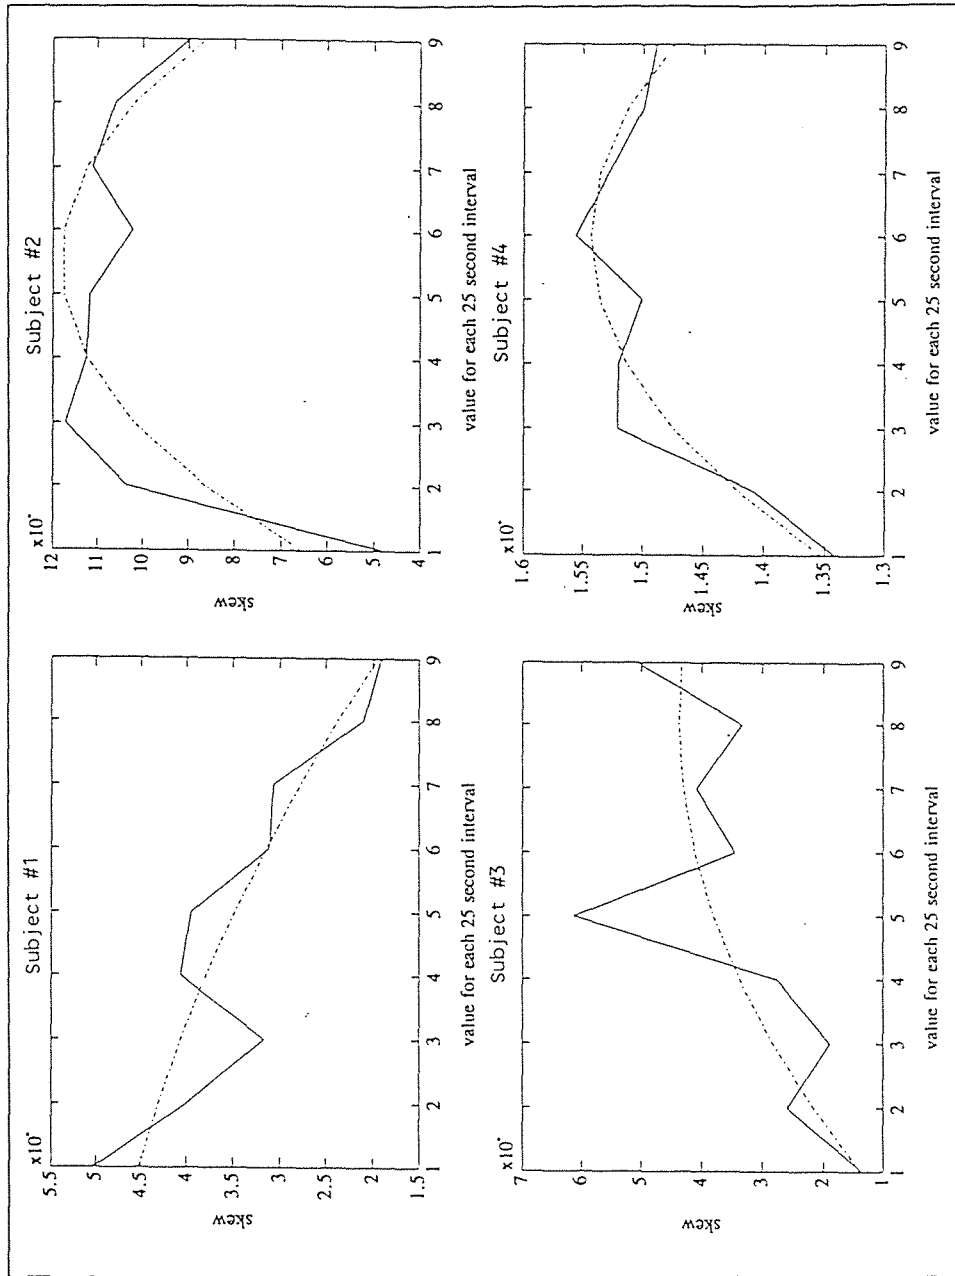 Subject #1
x10°
5.5
5
4.5
4
3.5
3
2.5
2
1.5
skew
1 2 3 4 5 6 7 8 9
value for each 25 second interval
Subject #2
x10°
12
11
10
9
8
7
6
5
4
skew
1 2 3 4 5 6 7 8 9
value for each 25 second interval
Subject #3
x10°
7
6
5
4
3
2
1
skew
1 2 3 4 5 6 7 8 9
value for each 25 second interval
Subject #4
x10°
1.6
1.55
1.5
1.45
1.4
1.35
1.3
skew
1 2 3 4 5 6 7 8 9
value for each 25 second interval